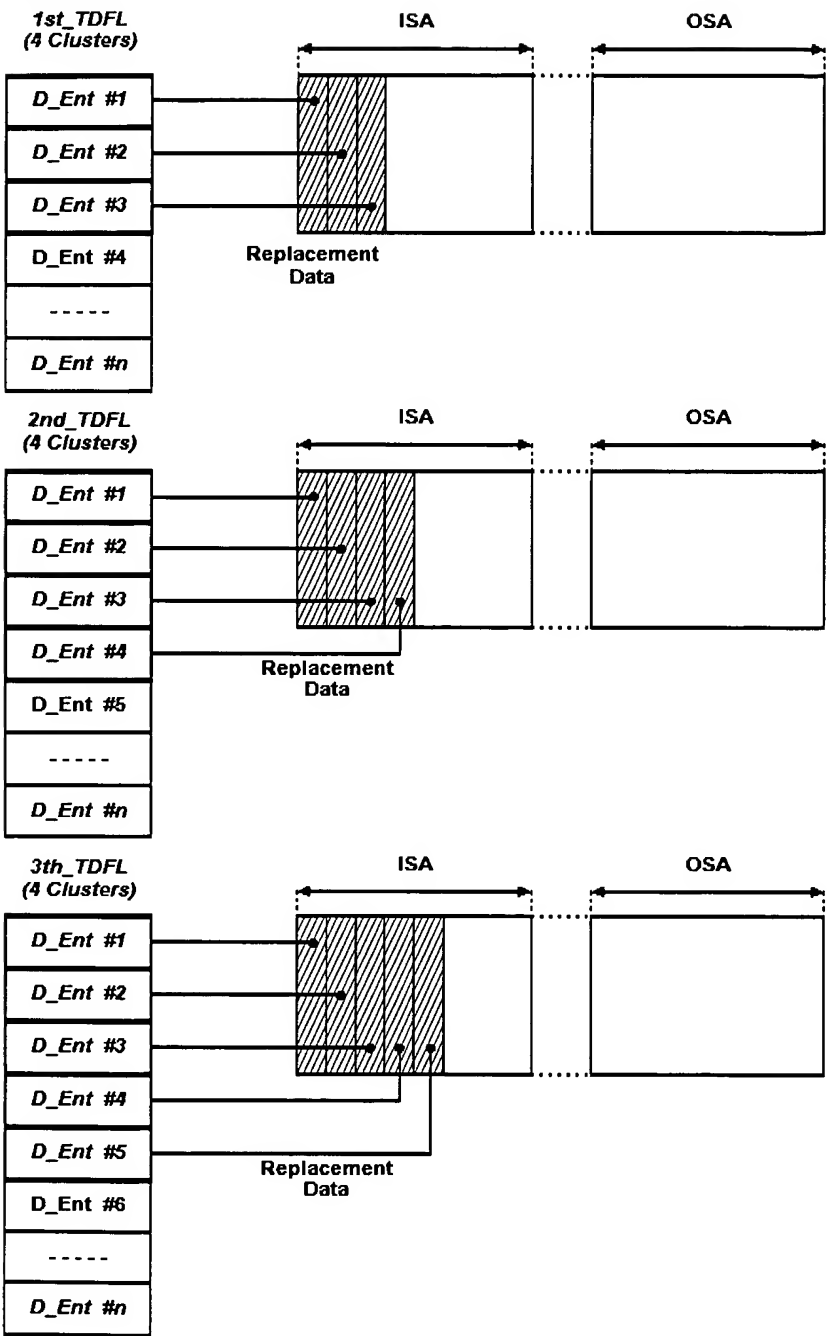 1st_TDFL
(4 Clusters)
ISA
OSA
D_Ent #1
D_Ent #2
D_Ent #3
D_Ent #4
-----
D_Ent #n
Replacement
Data
2nd_TDFL
(4 Clusters)
ISA
OSA
D_Ent #1
D_Ent #2
D_Ent #3
D_Ent #4
D_Ent #5
-----
D_Ent #n
Replacement
Data
3th_TDFL
(4 Clusters)
ISA
OSA
D_Ent #1
D_Ent #2
D_Ent #3
D_Ent #4
D_Ent #5
D_Ent #6
-----
D_Ent #n
Replacement
Data